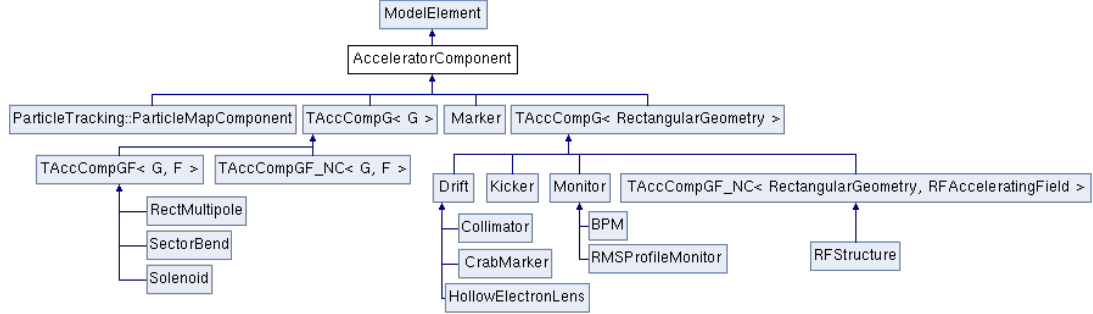 ModelElement
AcceleratorComponent
ParticleTracking::ParticleMapComponent
TAccCompG< G >
Marker
TAccCompG< RectangularGeometry >
TAccCompGF< G, F >
TAccCompGF_NC< G, F >
Drift
Kicker
Monitor
TAccCompGF_NC< RectangularGeometry, RFAcceleratingField >
RectMultipole
SectorBend
Solenoid
Collimator
CrabMarker
HollowElectronLens
BPM
RMSProfileMonitor
RFStructure